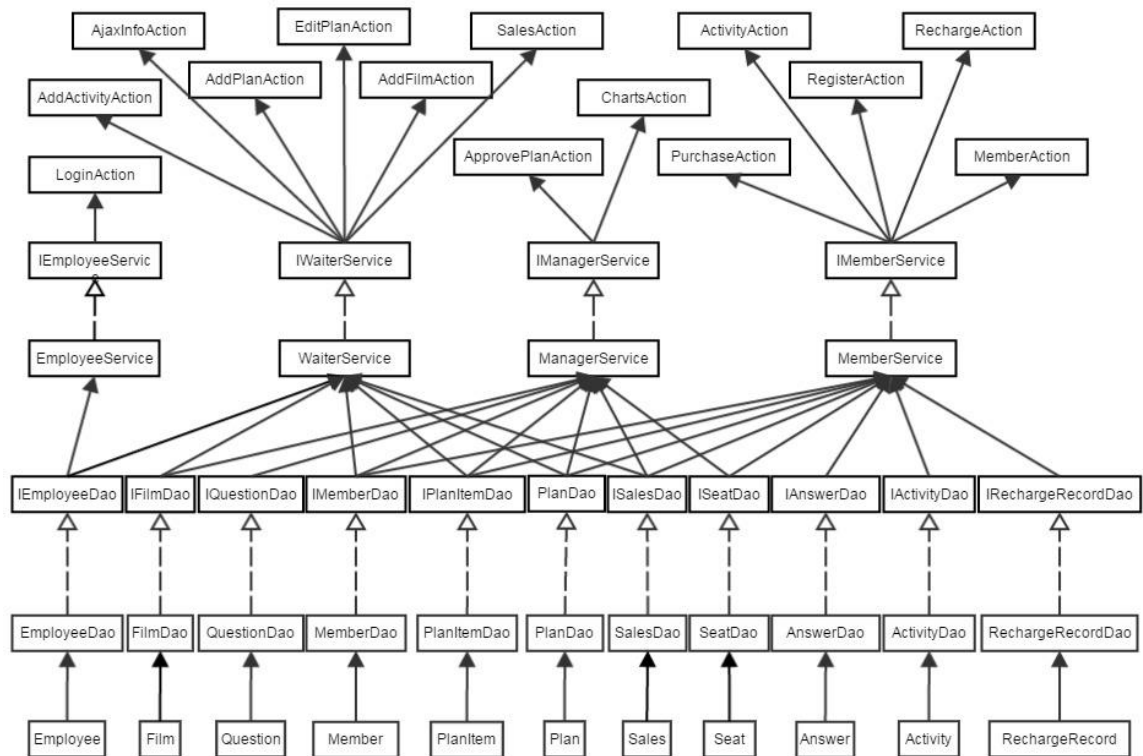 AjaxInfoAction
EditPlanAction
SalesAction
ActivityAction
RechargeAction
AddPlanAction
AddFilmAction
RegisterAction
AddActivityAction
ChartsAction
ApprovePlanAction
PurchaseAction
MemberAction
LoginAction
IEmployeeServic
e
IWaiterService
IManagerService
IMemberService
EmployeeService
WaiterService
ManagerService
MemberService
IEmployeeDao
IFilmDao
IQuestionDao
IMemberDao
IPlanItemDao
PlanDao
ISalesDao
ISeatDao
IAnswerDao
IActivityDao
IRechargeRecordDao
EmployeeDao
FilmDao
QuestionDao
MemberDao
PlanItemDao
PlanDao
SalesDao
SeatDao
AnswerDao
ActivityDao
RechargeRecordDao
Employee
Film
Question
Member
PlanItem
Plan
Sales
Seat
Answer
Activity
RechargeRecord